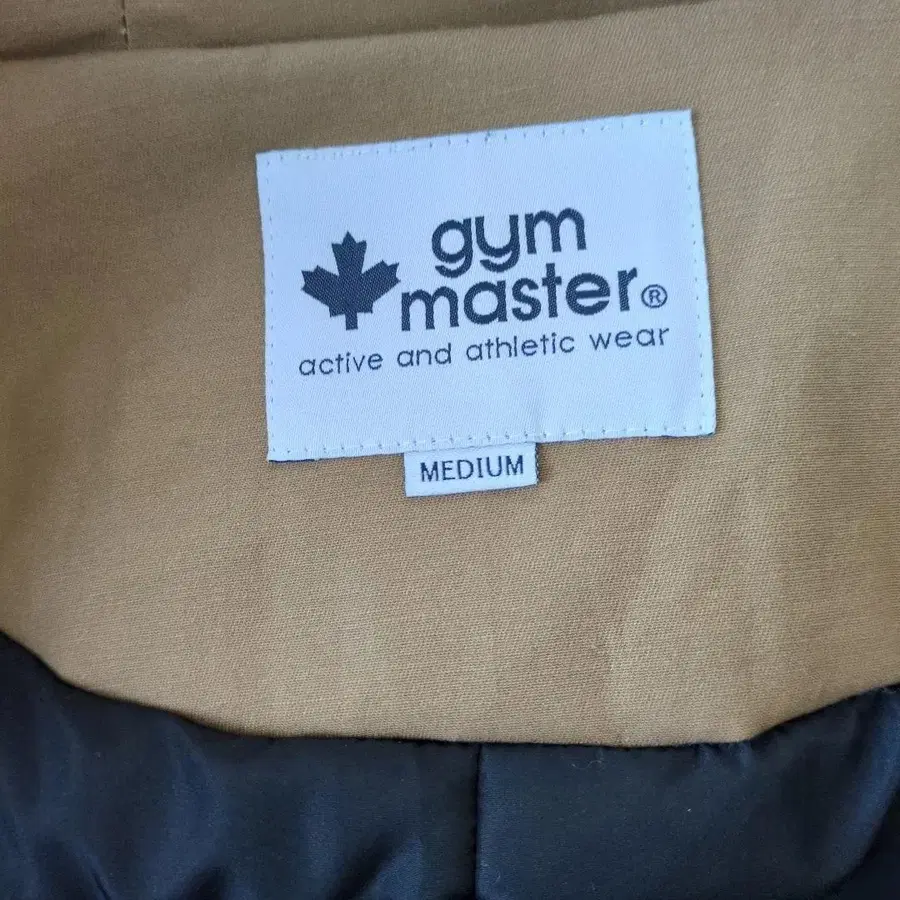 gym
master®
active and athletic wear
MEDIUM